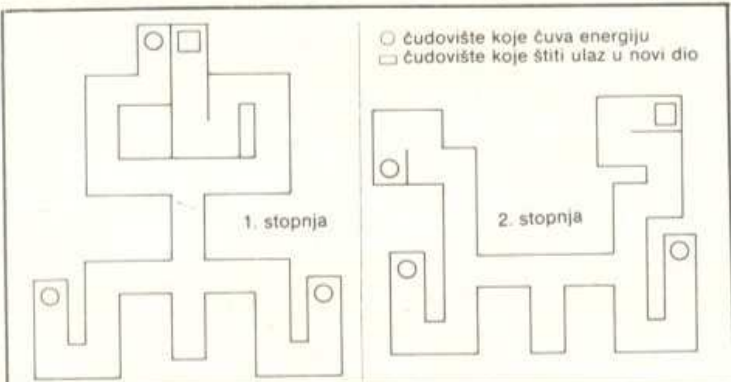 čudovište koje čuva energiju
čudovište koje štiti ulaz u novi dio
1. stopnja
2. stopnja